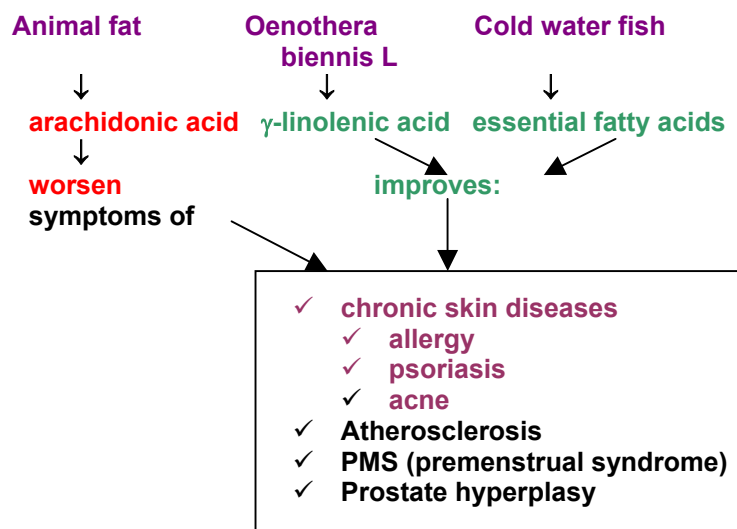 Animal fat
Oenothera
biennis L
Cold water fish
arachidonic acid
γ-linolenic acid
essential fatty acids
worsen
symptoms of
improves:
✓ chronic skin diseases
✓ allergy
✓ psoriasis
✓ acne
✓ Atherosclerosis
✓ PMS (premenstrual syndrome)
✓ Prostate hyperplasy